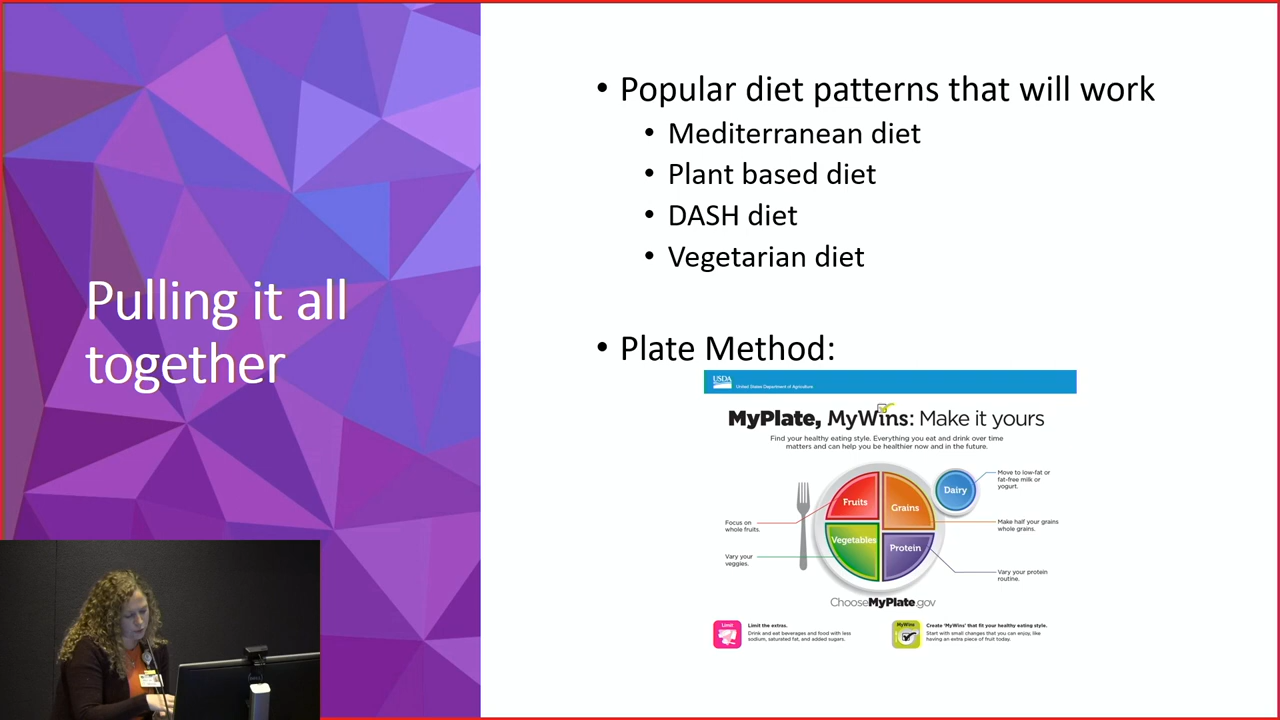 Pulling it all
together
• Popular diet patterns that will work
• Mediterranean diet
• Plant based diet
• DASH diet
• Vegetarian diet
• Plate Method:
USDA
United States Department of Agriculture
MyPlate, MyWins: Make it yours
Find your healthy eating style. Everything you eat and drink over time
matters and can help you be healthier now and in the future.
Fruits
Grains
Vegetables
Protein
Dairy
Move to low-fat or
fat-free milk or
yogurt.
Focus on
whole fruits.
Make half your grains
whole grains.
Vary your
veggies.
Vary your protein
routine.
ChooseMyPlate.gov
Limit
Limit the extras.
Drink and eat beverages and food with less
sodium, saturated fat, and added sugars.
MyWins
Create 'MyWins' that fit your healthy eating style.
Start with small changes that you can enjoy, like
having an extra piece of fruit today.